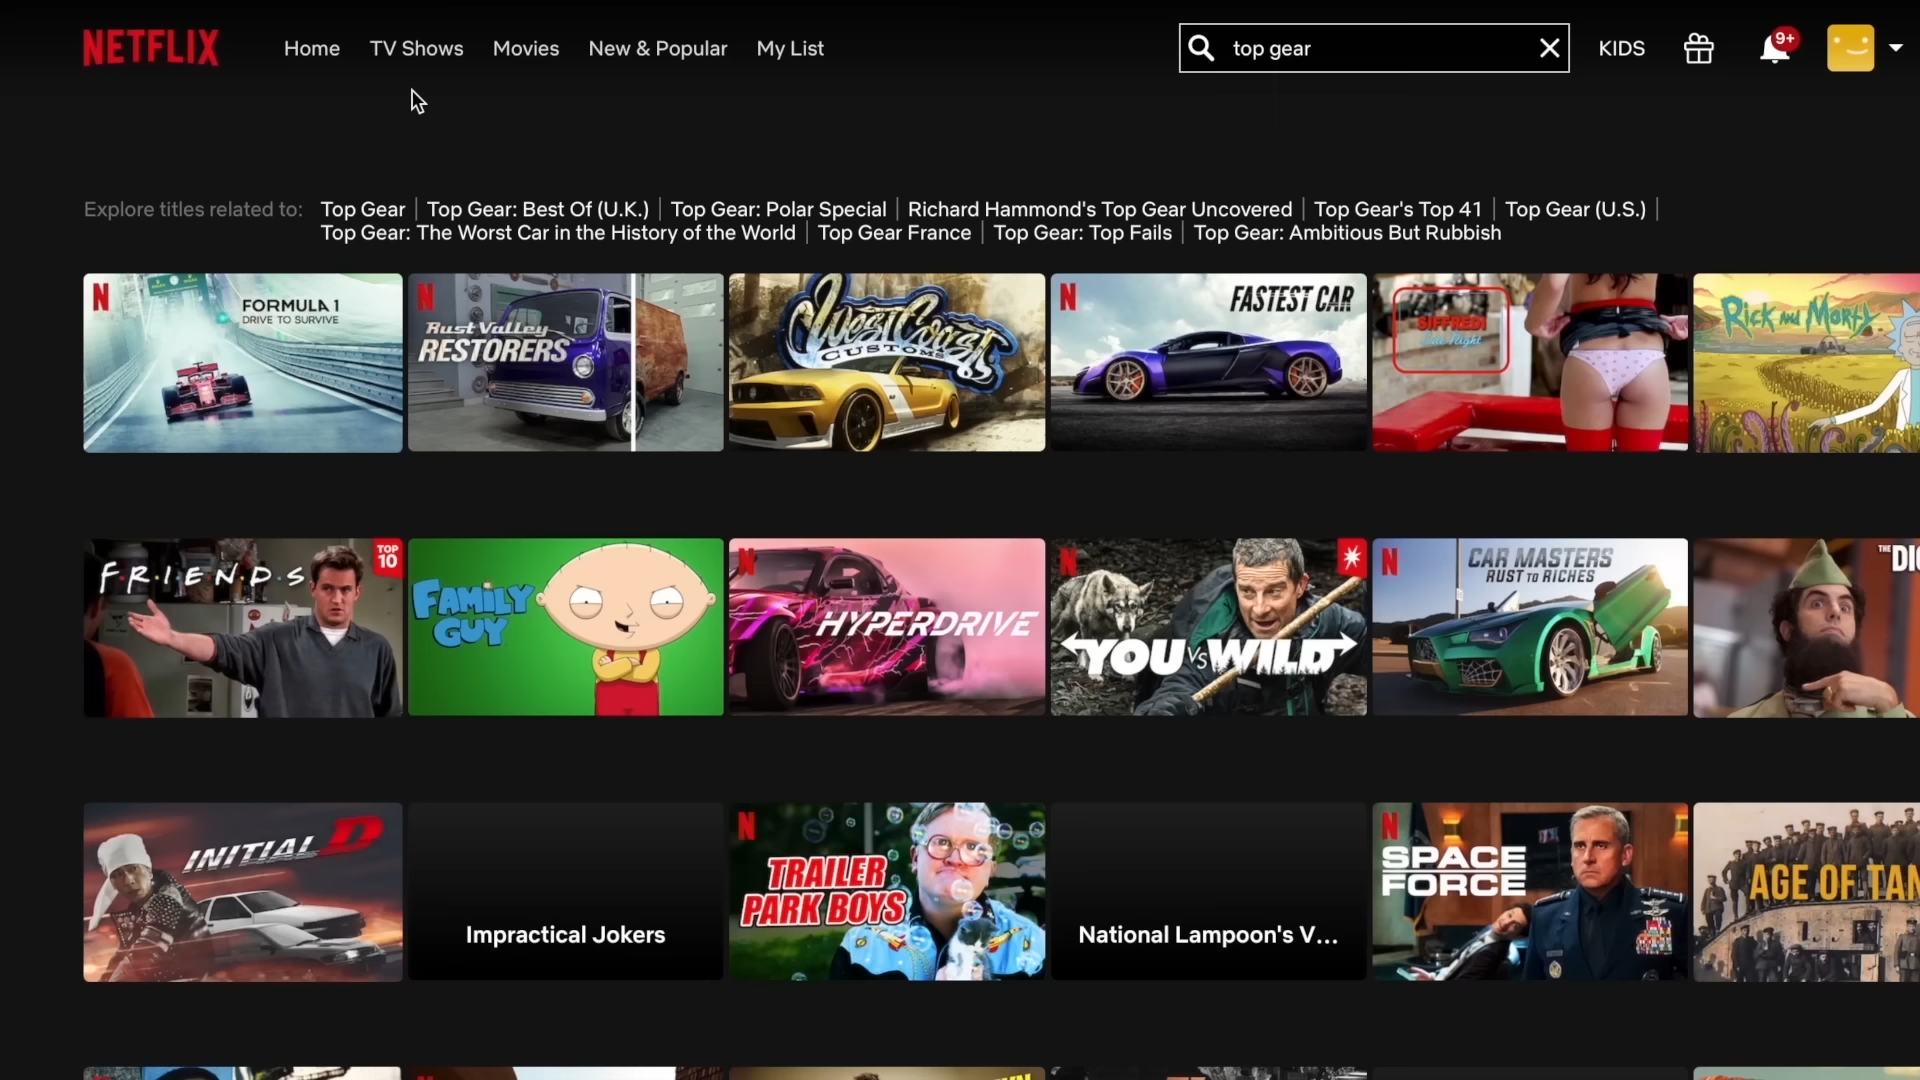 NETFLIX Home TV Shows Movies New & Popular My List top gear KIDS 9+
Explore titles related to: Top Gear | Top Gear: Best Of (U.K.) | Top Gear: Polar Special | Richard Hammond's Top Gear Uncovered | Top Gear's Top 41 | Top Gear (U.S.) |
Top Gear: The Worst Car in the History of the World | Top Gear France | Top Gear: Top Fails | Top Gear: Ambitious But Rubbish
N
FORMULA 1
DRIVE TO SURVIVE
N
Rust Valley
RESTORERS
West Coast
CUSTOMS
N
FASTEST CAR
SIFFREDI
Late Night
Rick and Morty
F·R·I·E·N·D·S
TOP
10
FAMILY
GUY
N
HYPERDRIVE
N
YOU VS WILD
N
CAR MASTERS
RUST TO RICHES
THE
INITIAL D
Impractical Jokers
N
TRAILER
PARK BOYS
National Lampoon's V...
N
SPACE
FORCE
AGE OF TAN